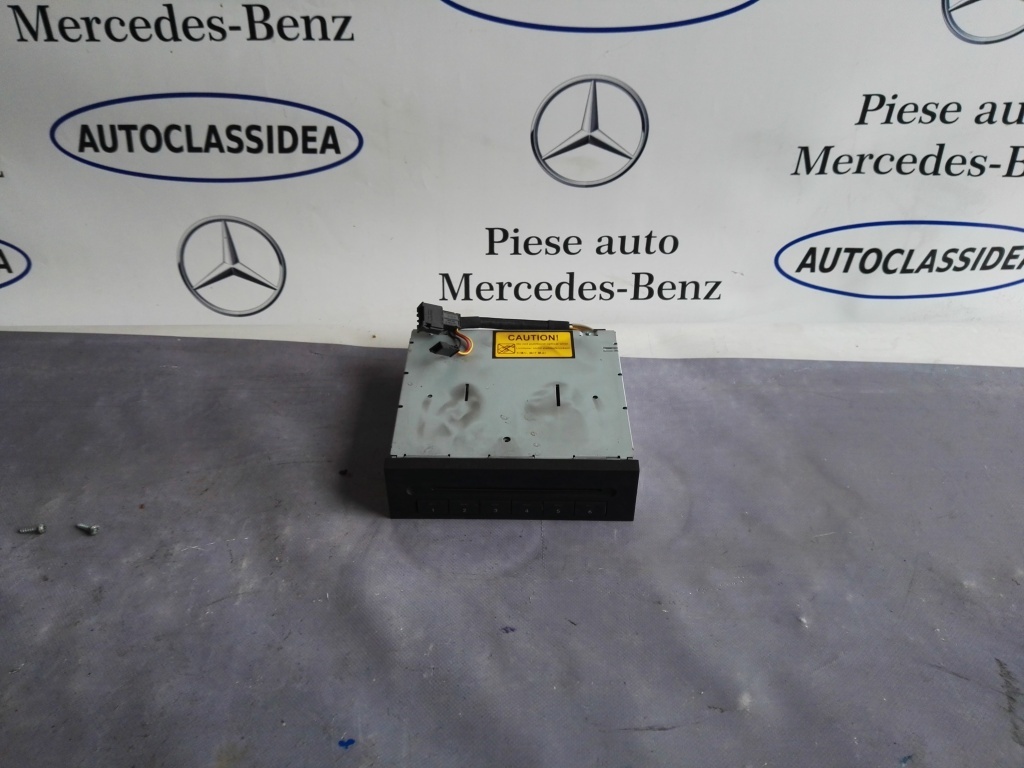 Mercedes-Benz
AUTOCLASSIDEA
Piese au
Mercedes-B
A
Piese auto
Mercedes-Benz
AUTOCLASSIDEA
CAUTION!